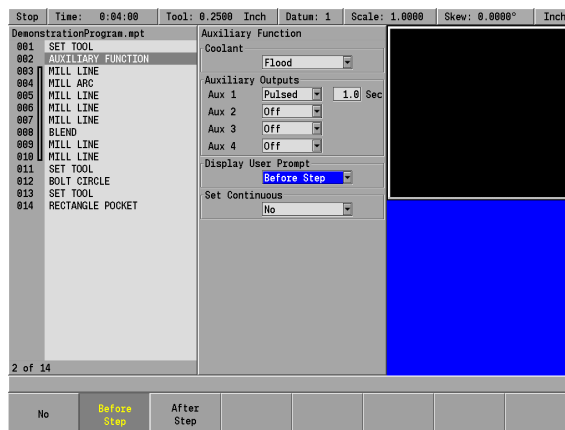 Stop Time: 0:04:00 Tool: 0.2500 Inch Datum: 1 Scale: 1.0000 Skew: 0.0000° Inch
DemonstrationProgram.mpt
001 SET TOOL
002 AUXILIARY FUNCTION
003 MILL LINE
004 MILL ARC
005 MILL LINE
006 MILL LINE
007 MILL LINE
008 BLEND
009 MILL LINE
010 MILL LINE
011 SET TOOL
012 BOLT CIRCLE
013 SET TOOL
014 RECTANGLE POCKET
2 of 14
Auxiliary Function
Coolant
Flood
Auxiliary Outputs
Aux 1 Pulsed 1.0 Sec
Aux 2 Off
Aux 3 Off
Aux 4 Off
Display User Prompt
Before Step
Set Continuous
No
No
Before
Step
After
Step